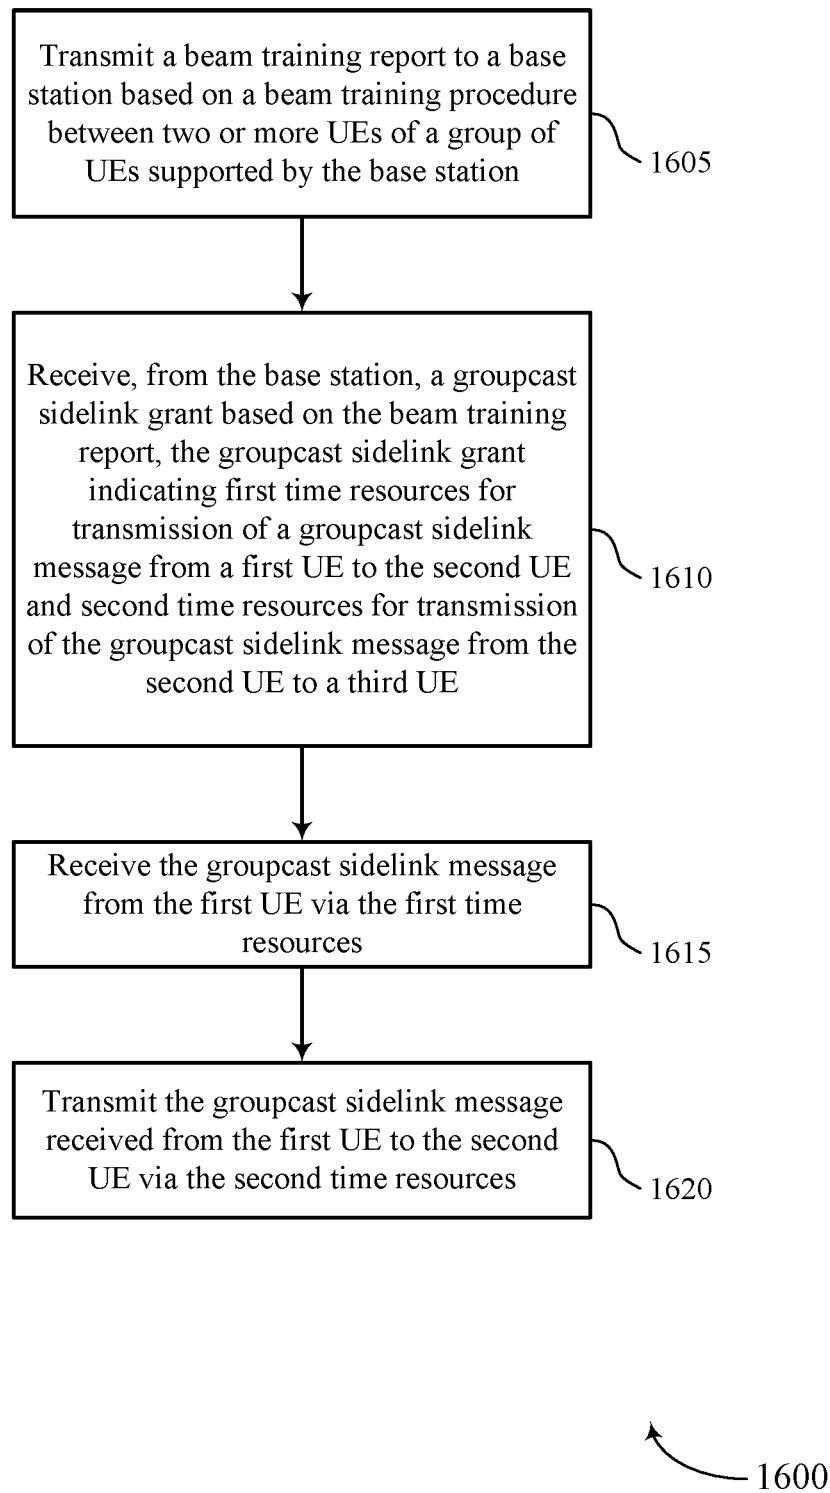 Transmit a beam training report to a base
station based on a beam training procedure
between two or more UEs of a group of
UEs supported by the base station
1605
Receive, from the base station, a groupcast
sidelink grant based on the beam training
report, the groupcast sidelink grant
indicating first time resources for
transmission of a groupcast sidelink
message from a first UE to the second UE
and second time resources for transmission
of the groupcast sidelink message from the
second UE to a third UE
1610
Receive the groupcast sidelink message
from the first UE via the first time
resources
1615
Transmit the groupcast sidelink message
received from the first UE to the second
UE via the second time resources
1620
1600